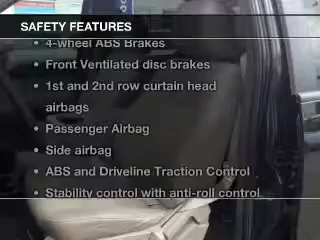 SAFETY FEATURES
• 4-wheel ABS Brakes
• Front Ventilated disc brakes
• 1st and 2nd row curtain head
airbags
• Passenger Airbag
• Side airbag
• ABS and Driveline Traction Control
• Stability control with anti-roll control